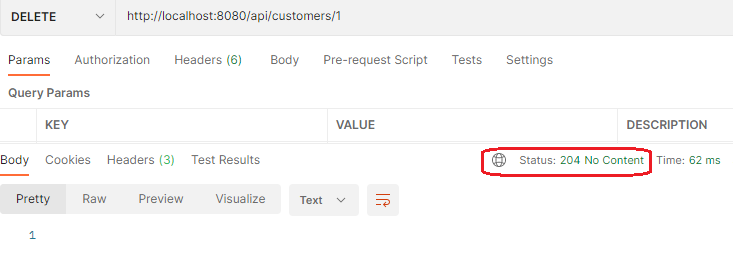 DELETE http://localhost:8080/api/customers/1
Params Authorization Headers (6) Body Pre-request Script Tests Settings
Query Params
KEY VALUE DESCRIPTION
Body Cookies Headers (3) Test Results Status: 204 No Content Time: 62 ms
Pretty Raw Preview Visualize Text
1